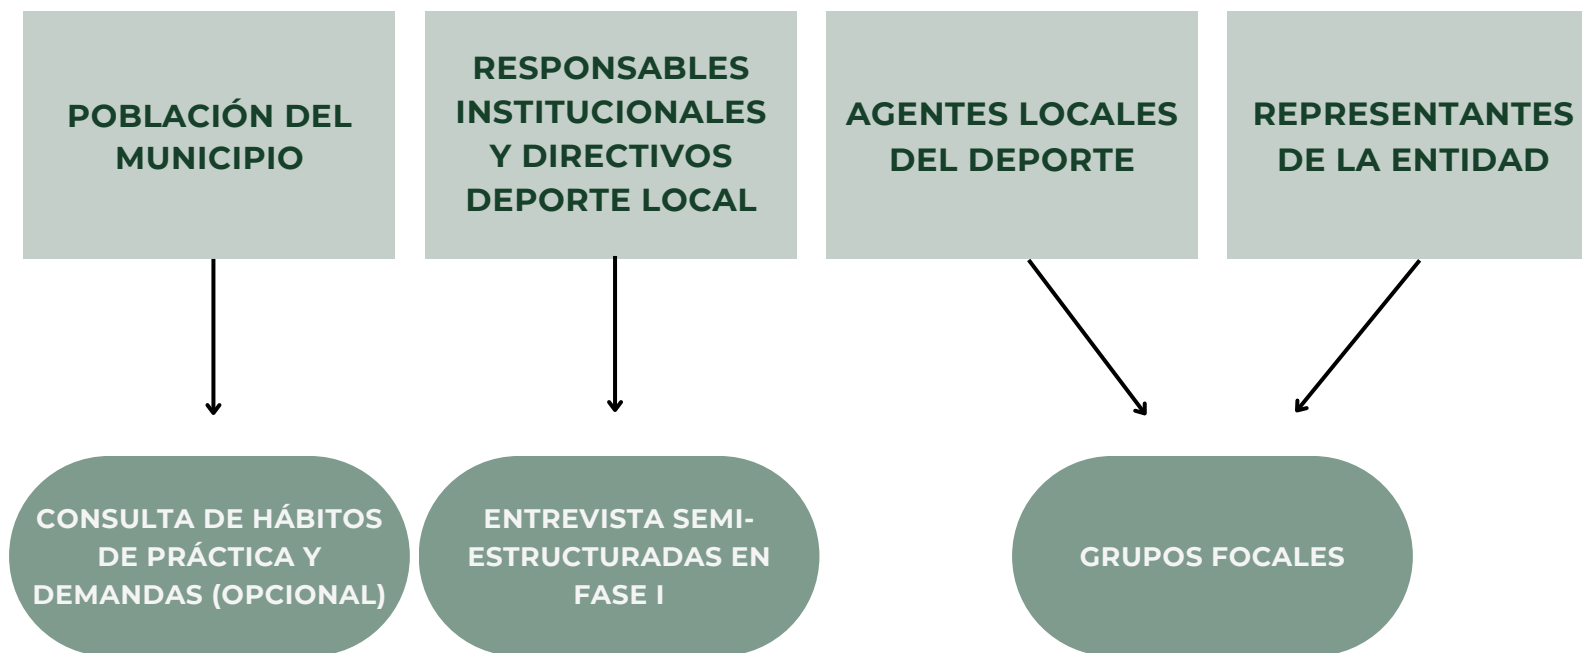 POBLACIÓN DEL
MUNICIPIO
RESPONSABLES
INSTITUCIONALES
Y DIRECTIVOS
DEPORTE LOCAL
AGENTES LOCALES
DEL DEPORTE
REPRESENTANTES
DE LA ENTIDAD
CONSULTA DE HÁBITOS
DE PRÁCTICA Y
DEMANDAS (OPCIONAL)
ENTREVISTA SEMI-
ESTRUCTURADAS EN
FASE I
GRUPOS FOCALES